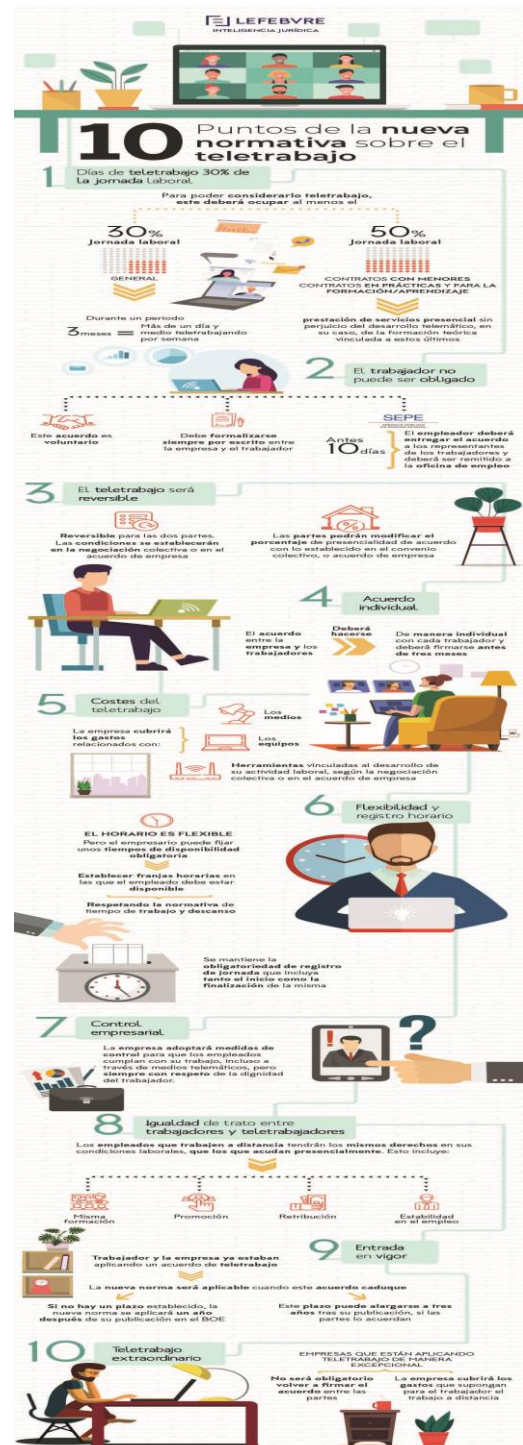 LEFEBVRE
INTELIGENCIA JURÍDICA
10 Puntos de la nueva
normativa sobre el
teletrabajo
1 Días de teletrabajo 30% de
la jornada laboral
Para poder considerarlo teletrabajo,
este deberá ocupar al menos el
30%
Jornada laboral
GENERAL
Durante un periodo
3 meses = Más de un día y
medio teletrabajando
por semana
50%
Jornada laboral
CONTRATOS CON MENORES
CONTRATOS EN PRÁCTICAS Y PARA LA
FORMACIÓN/APRENDIZAJE
prestación de servicios presencial sin
perjuicio del desarrollo telemático, en
su caso, de la formación teórica
vinculada a estos últimos
2 El trabajador no
puede ser obligado
Este acuerdo es
voluntario
Debe formalizarse
siempre por escrito entre
la empresa y el trabajador
SEPE
Antes
10 días
El empleador deberá
entregar el acuerdo
a los representantes
de los trabajadores y
deberá ser remitido a
la oficina de empleo
3 El teletrabajo será
reversible
Reversible para las dos partes.
Las condiciones se establecerán
en la negociación colectiva o en el
acuerdo de empresa
Las partes podrán modificar el
porcentaje de presencialidad de acuerdo
con lo establecido en el convenio
colectivo, o acuerdo de empresa
4 Acuerdo
individual
El acuerdo
entre la
empresa y los
trabajadores
Deberá
hacerse
De manera individual
con cada trabajador y
deberá firmarse antes
de tres meses
5 Costes del
teletrabajo
La empresa cubrirá
los gastos
relacionados con:
Los
medios
Los
equipos
Herramientas vinculadas al desarrollo de
su actividad laboral, según la negociación
colectiva o en el acuerdo de empresa
6 Flexibilidad y
registro horario
EL HORARIO ES FLEXIBLE
Pero el empresario puede fijar
unos tiempos de disponibilidad
obligatoria
Establecer franjas horarias en
las que el empleado debe estar
disponible
Respetando la normativa de
tiempo de trabajo y descanso
Se mantiene la
obligatoriedad de registro
de jornada que incluya
tanto el inicio como la
finalización de la misma
7 Control
empresarial
La empresa adoptará medidas de
control para que los empleados
cumplan con su trabajo, incluso a
través de medios telemáticos, pero
siempre con respeto de la dignidad
del trabajador.
! ?
8 Igualdad de trato entre
trabajadores y teletrabajadores
Los empleados que trabajen a distancia tendrán los mismos derechos en sus
condiciones laborales, que los que acudan presencialmente. Esto incluye:
Misma
formación
Promoción
Retribución
Estabilidad
en el empleo
9 Entrada
en vigor
Trabajador y la empresa ya estaban
aplicando un acuerdo de teletrabajo
La nueva norma será aplicable cuando este acuerdo caduque
Si no hay un plazo establecido, la
nueva norma se aplicará un año
después de su publicación en el BOE
Este plazo puede alargarse a tres
años tras su publicación, si las
partes lo acuerdan
10 Teletrabajo
extraordinario
EMPRESAS QUE ESTÁN APLICANDO
TELETRABAJO DE MANERA
EXCEPCIONAL
No será obligatorio
volver a firmar el
acuerdo entre las
partes
La empresa cubrirá los
gastos que supongan
para el trabajador el
trabajo a distancia